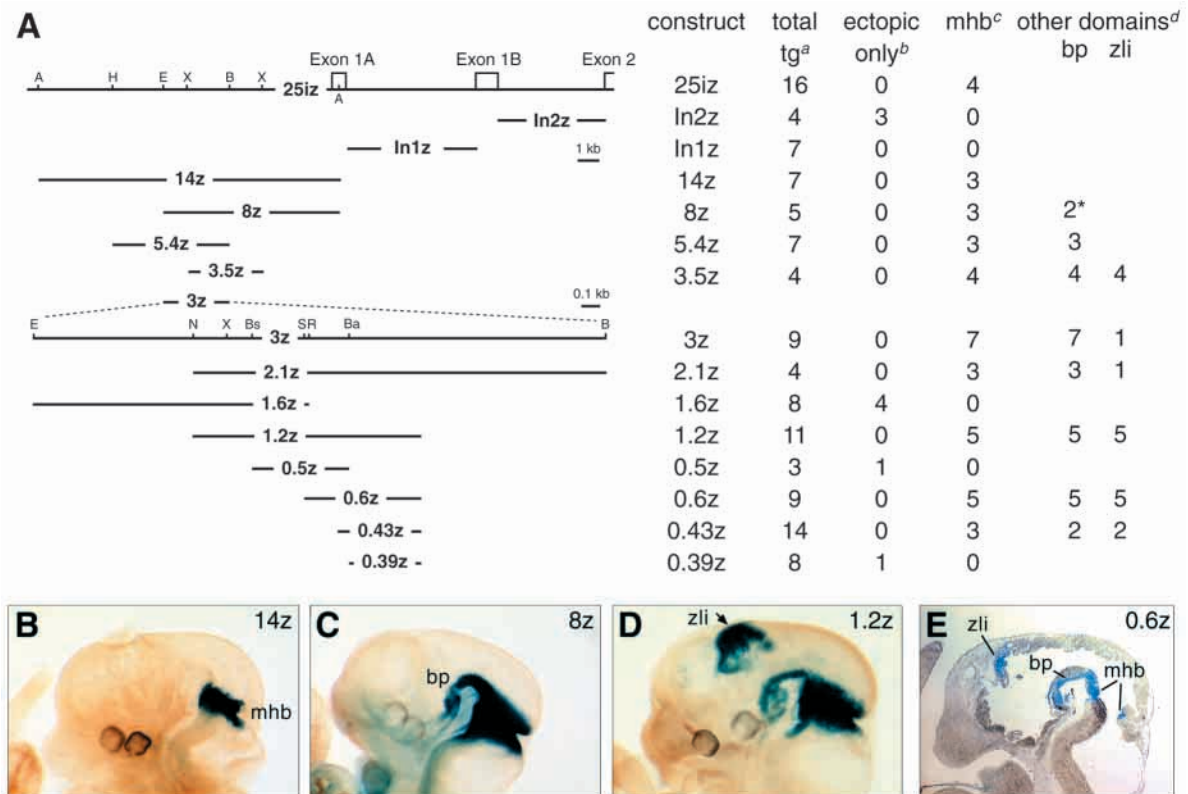 A
construct total ectopic mhbᶜ other domainsᵈ
tgᵃ onlyᵇ bp zli
Exon 1A Exon 1B Exon 2
A H E X B X
25iz
A
25iz 16 0 4
In2z
In2z 4 3 0
In1z 1 kb
In1z 7 0 0
14z
14z 7 0 3
8z
8z 5 0 3 2*
5.4z
5.4z 7 0 3 3
3.5z
3.5z 4 0 4 4 4
3z 0.1 kb
E N X Bs SR Ba B
3z
3z 9 0 7 7 1
2.1z
2.1z 4 0 3 3 1
1.6z
1.6z 8 4 0
1.2z
1.2z 11 0 5 5 5
0.5z
0.5z 3 1 0
0.6z
0.6z 9 0 5 5 5
0.43z
0.43z 14 0 3 2 2
0.39z
0.39z 8 1 0
B 14z
mhb
C 8z
bp
D zli 1.2z
E 0.6z
zli
bp mhb